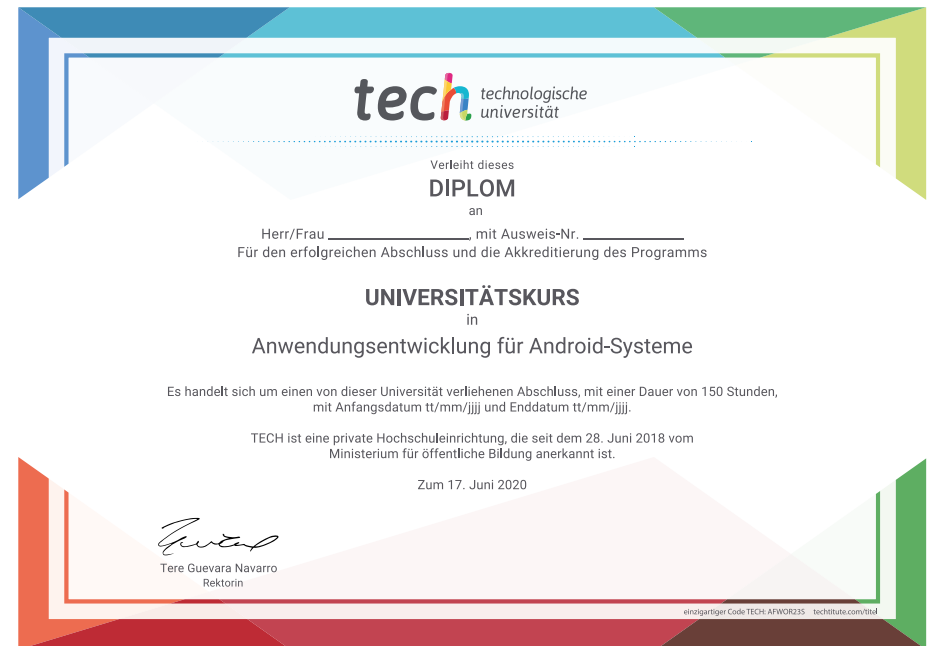 tech technologische
universität
Verleiht dieses
DIPLOM
an
Herr/Frau ____________________, mit Ausweis-Nr. ______________
Für den erfolgreichen Abschluss und die Akkreditierung des Programms
UNIVERSITÄTSKURS
in
Anwendungsentwicklung für Android-Systeme
Es handelt sich um einen von dieser Universität verliehenen Abschluss, mit einer Dauer von 150 Stunden,
mit Anfangsdatum tt/mm/jjjj und Enddatum tt/mm/jjjj.
TECH ist eine private Hochschuleinrichtung, die seit dem 28. Juni 2018 vom
Ministerium für öffentliche Bildung anerkannt ist.
Zum 17. Juni 2020
Tere Guevara Navarro
Rektorin
einzigartiger Code TECH: AFWOR235 techtitute.com/titel